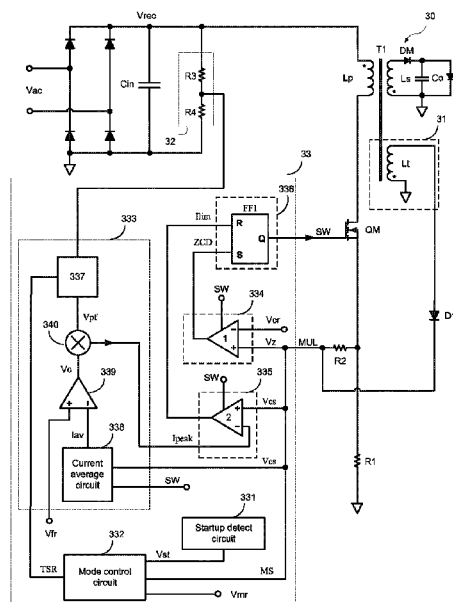 Vrec
30
T1
DM
Lp
Ls
Co
Vac
Cin
R3
R4
32
31
Lt
33
336
FF1
Ilim
R
Q
SW
QM
ZCD
S
333
337
SW
334
Vcr
1
Vz
MUL
R2
Vpf
340
SW
335
Vo
339
2
Vcs
Iav
338
Ipeak
Current average circuit
Vcs
SW
R1
Vfr
331
Startup detect circuit
332
Vst
TSR
Mode control circuit
MS
Vmr